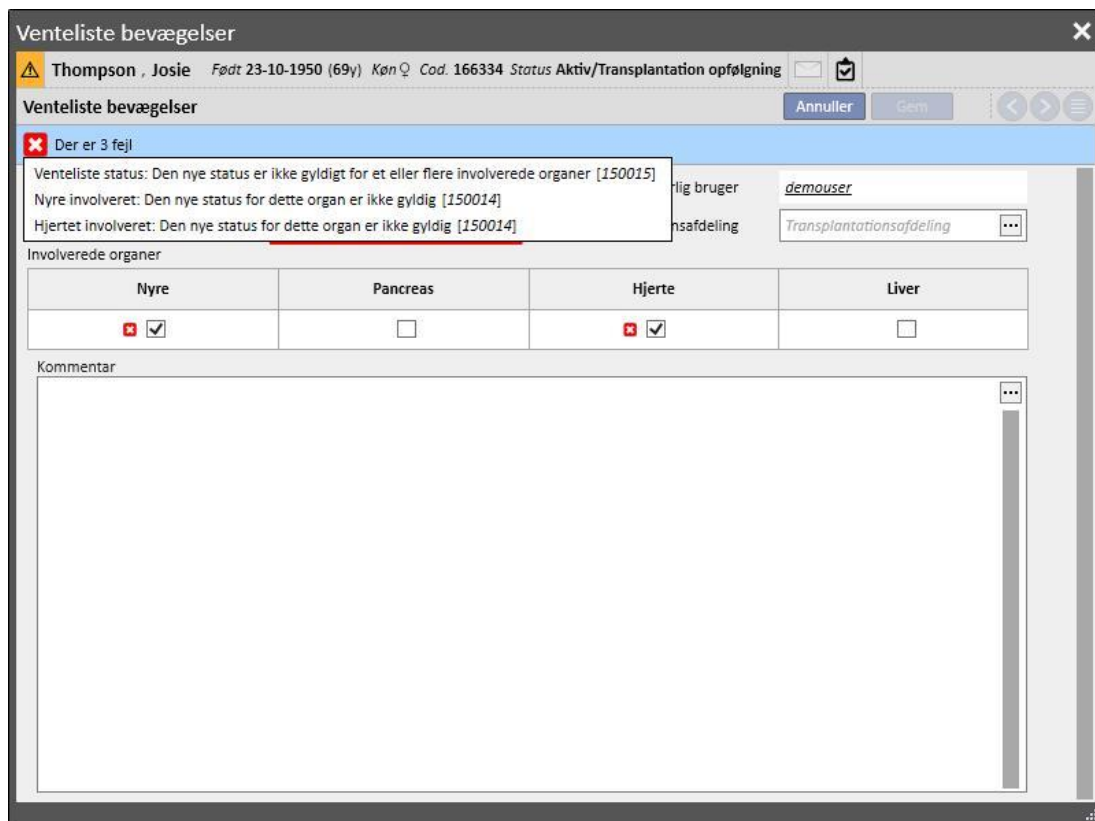 Venteliste bevægelser
Thompson , Josie Født 23-10-1950 (69y) Køn♀ Cod. 166334 Status Aktiv/Transplantation opfølgning
Venteliste bevægelser Annuller Gem
Der er 3 fejl
Venteliste status: Den nye status er ikke gyldigt for et eller flere involverede organer [150015]
Nyre involveret: Den nye status for dette organ er ikke gyldig [150014]
Hjertet involveret: Den nye status for dette organ er ikke gyldig [150014]
rlig bruger demouser
nsafdeling Transplantationsafdeling ...
Involverede organer
Nyre Pancreas Hjerte Liver
Kommentar
...